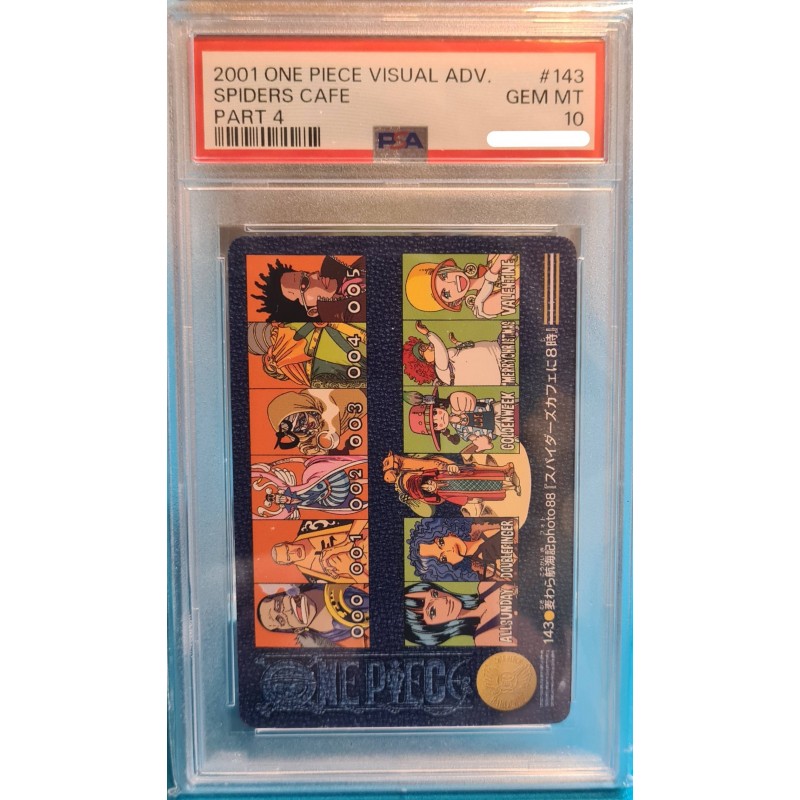 2001 ONE PIECE VISUAL ADV. #143
SPIDERS CAFE GEM MT
PART 4 10
PSA
000
001
002
003
004
005
ALLSUNDAY
DOUBLEFINGER
GOLDENWEEK
MERRYCHRISTMAS
VALENTINE
143●麦わら航海記photo88『スパイダーズカフェに8時』
ONE PIECE